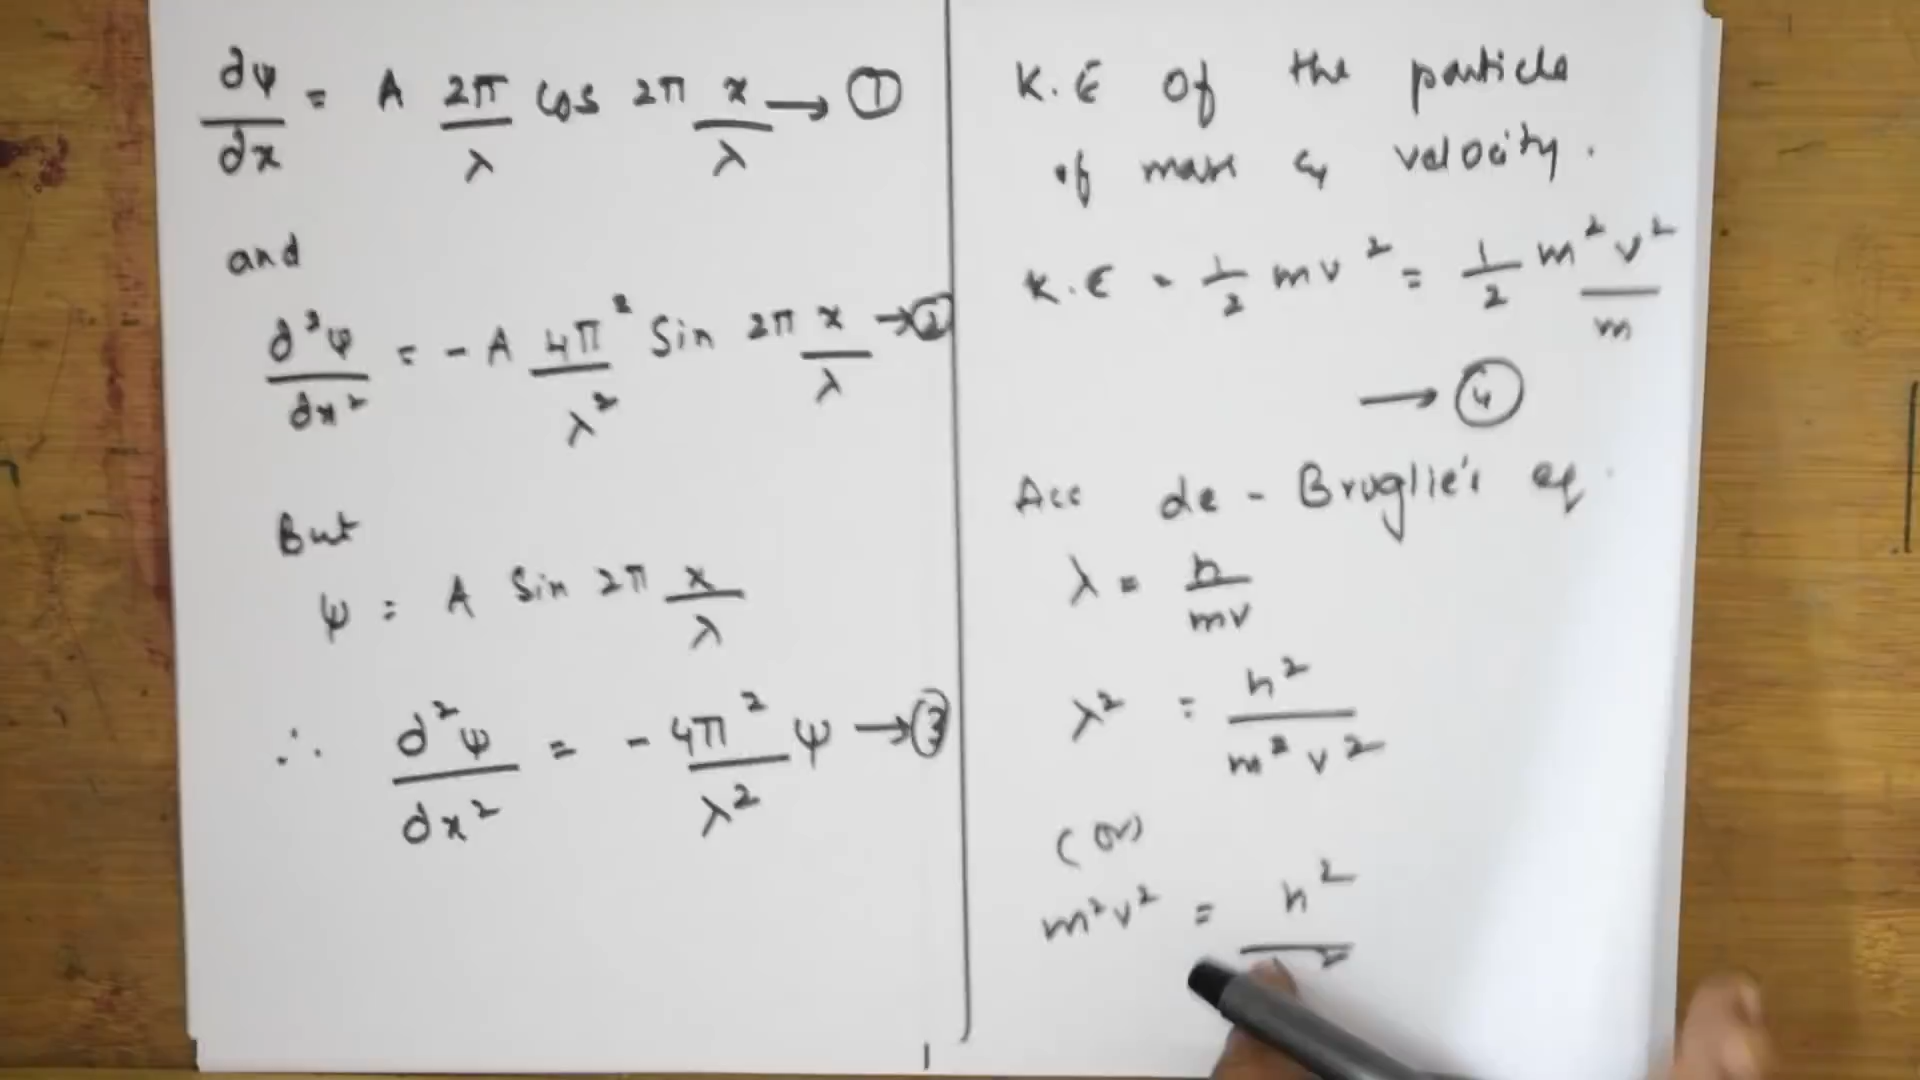 ∂ψ/∂x = A 2π/λ cos 2π x/λ → ①
and
∂²ψ/∂x² = - A 4π²/λ² Sin 2π x/λ → ②
But
ψ = A Sin 2π x/λ
∴ d²ψ/dx² = - 4π²/λ² ψ → ③
K.E of the particle
of mass & velocity.
K.E = 1/2 mv² = 1/2 m²v²/m
→ ④
Acc de - Broglie's eq.
λ = h/mv
λ² = h²/m²v²
(or)
m²v² = h²